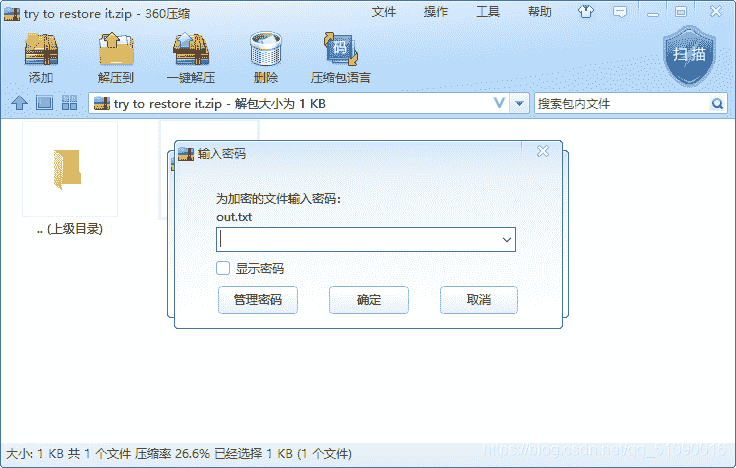 try to restore it.zip - 360压缩
文件 操作 工具 帮助
添加 解压到 一键解压 删除 码 压缩包语言 扫描
try to restore it.zip - 解包大小为 1 KB 搜索包内文件
.. (上级目录)
输入密码
为加密的文件输入密码:
out.txt
显示密码
管理密码 确定 取消
大小: 1 KB 共 1 个文件 压缩率 26.6% 已经选择 1 KB (1 个文件)